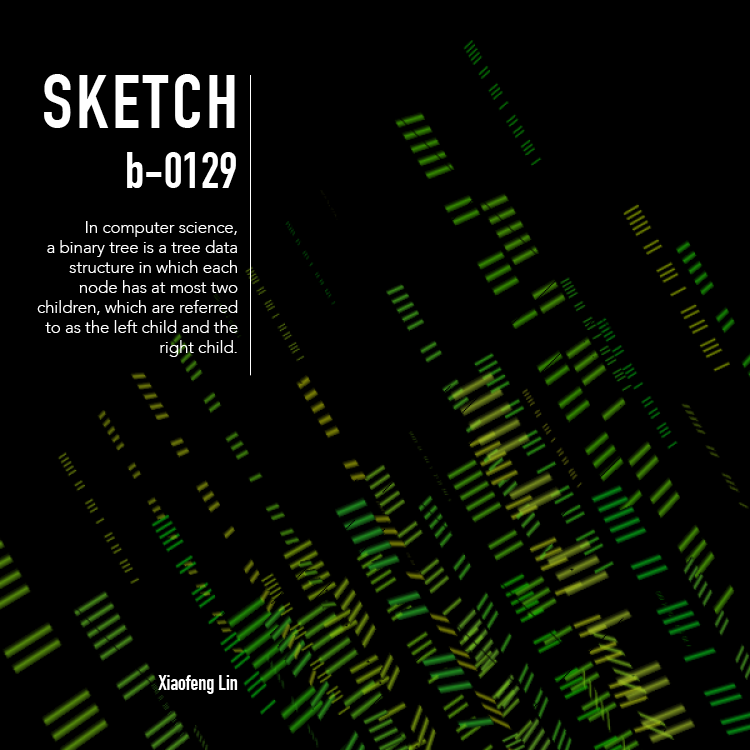 SKETCH
b-0129
In computer science,
a binary tree is a tree data
structure in which each
node has at most two
children, which are referred
to as the left child and the
right child.
Xiaofeng Lin